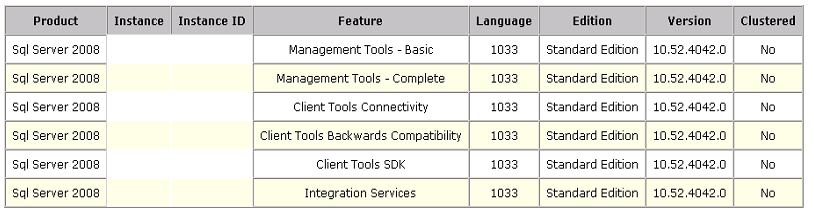 Product Instance Instance ID Feature Language Edition Version Clustered
Sql Server 2008 Management Tools - Basic 1033 Standard Edition 10.52.4042.0 No
Sql Server 2008 Management Tools - Complete 1033 Standard Edition 10.52.4042.0 No
Sql Server 2008 Client Tools Connectivity 1033 Standard Edition 10.52.4042.0 No
Sql Server 2008 Client Tools Backwards Compatibility 1033 Standard Edition 10.52.4042.0 No
Sql Server 2008 Client Tools SDK 1033 Standard Edition 10.52.4042.0 No
Sql Server 2008 Integration Services 1033 Standard Edition 10.52.4042.0 No